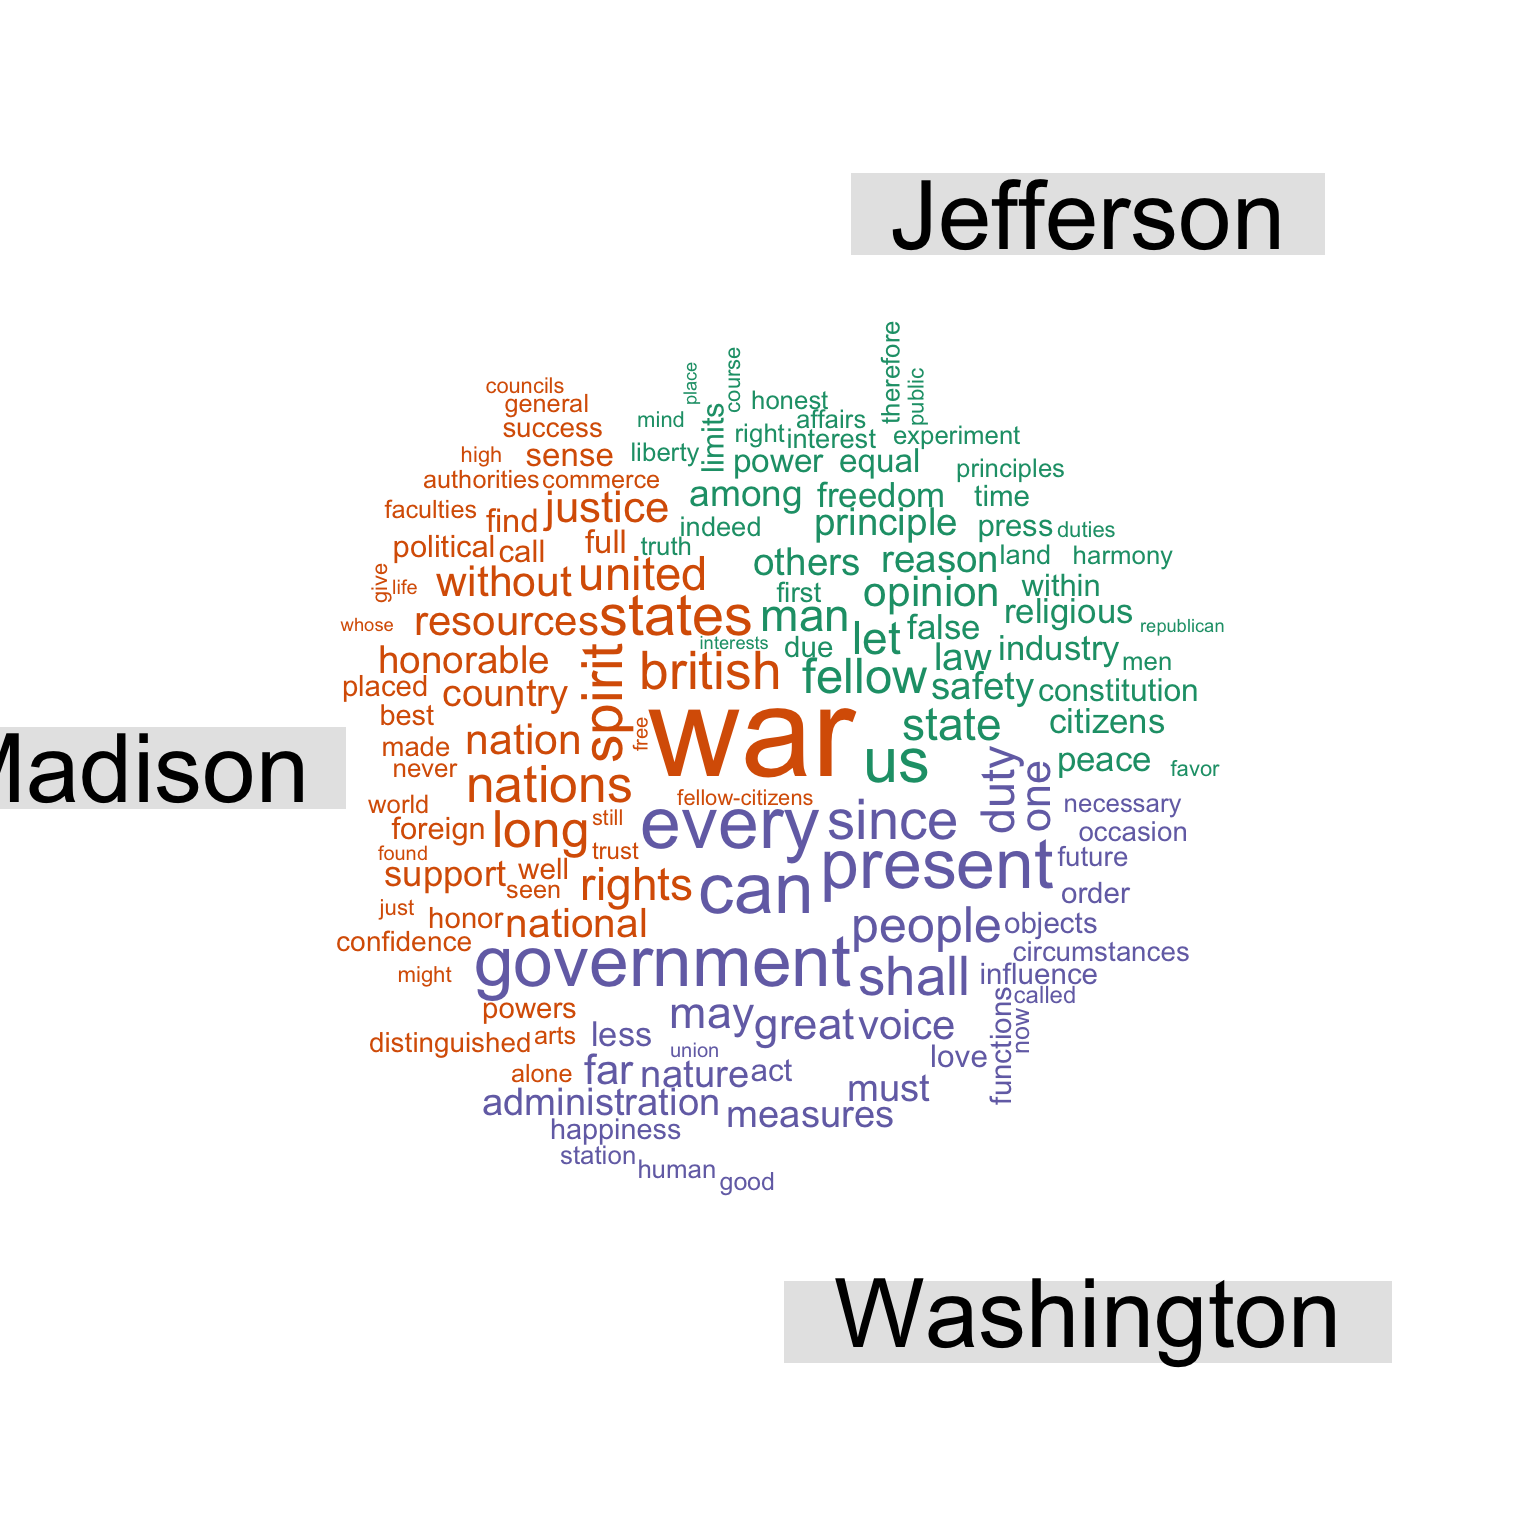 Jefferson
therefore
course
place
public
councils
general
honest
mind
limits
affairs
success
right
interest
experiment
high
sense
liberty
power
equal
principles
authorities
commerce
among
freedom
time
faculties
find
justice
indeed
principle
press
duties
political
call
full
truth
others
reason
land
harmony
give
life
without
united
first
opinion
within
whose
resources
states
man
let
false
religious
republican
interests
due
law
industry
men
honorable
spirit
british
fellow
safety
constitution
placed
country
best
state
citizens
made
nation
free
war
us
peace
favor
Madison
never
nations
duty
one
world
fellow-citizens
necessary
foreign
long
still
every
since
occasion
found
trust
present
future
support
well
seen
rights
can
order
just
honor
national
people
objects
confidence
government
shall
circumstances
might
influence
functions
called
powers
may
great
voice
now
distinguished
arts
less
union
love
alone
far
nature
act
must
administration
measures
happiness
station
human
good
Washington